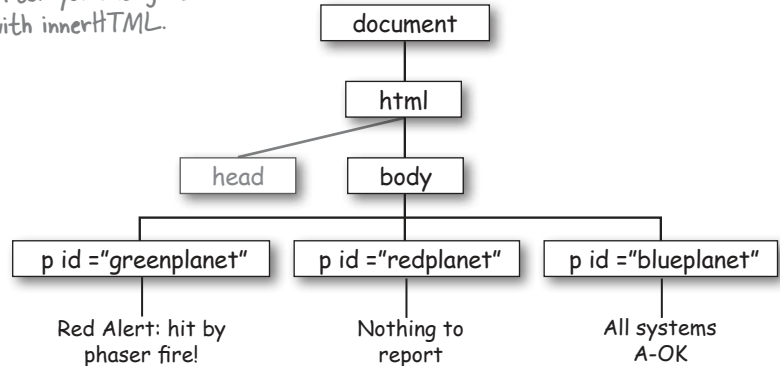 with innerHTML.
document
html
head
body
p id ="greenplanet"
p id ="redplanet"
p id ="blueplanet"
Red Alert: hit by
phaser fire!
Nothing to
report
All systems
A-OK